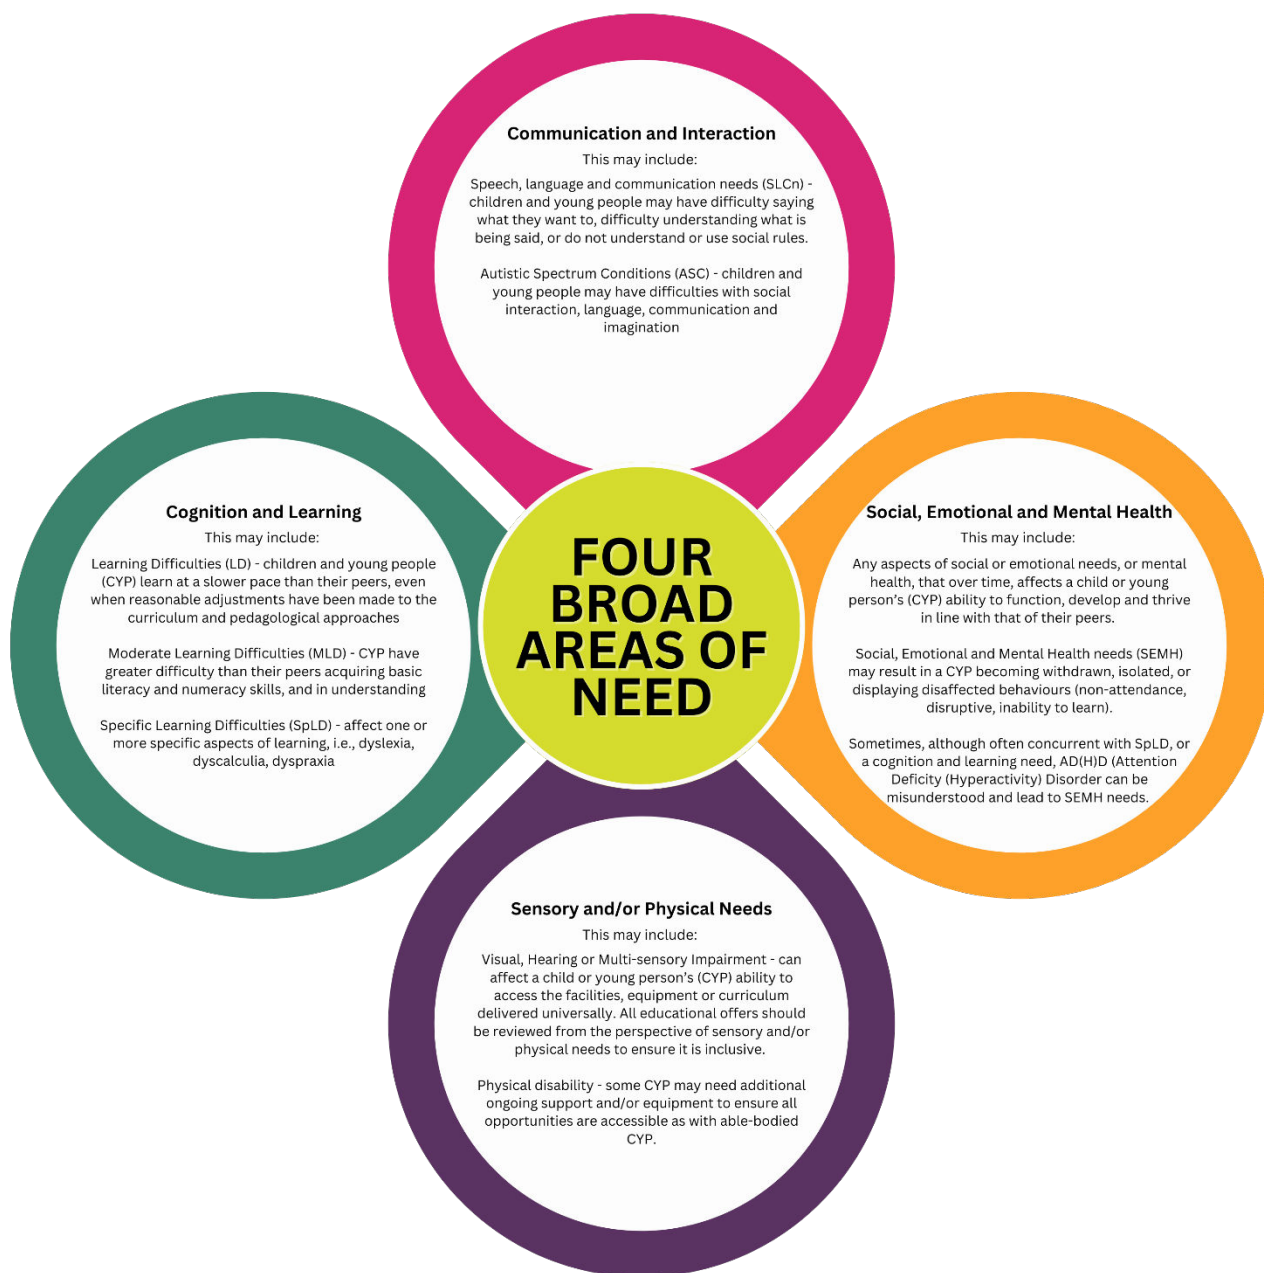 Communication and Interaction
This may include:
Speech, language and communication needs (SLCn) -
children and young people may have difficulty saying
what they want to, difficulty understanding what is
being said, or do not understand or use social rules.
Autistic Spectrum Conditions (ASC) - children and
young people may have difficulties with social
interaction, language, communication and
imagination
Cognition and Learning
This may include:
Learning Difficulties (LD) - children and young people
(CYP) learn at a slower pace than their peers, even
when reasonable adjustments have been made to the
curriculum and pedagological approaches
Moderate Learning Difficulties (MLD) - CYP have
greater difficulty than their peers acquiring basic
literacy and numeracy skills, and in understanding
Specific Learning Difficulties (SpLD) - affect one or
more specific aspects of learning, i.e., dyslexia,
dyscalculia, dyspraxia
FOUR
BROAD
AREAS OF
NEED
Social, Emotional and Mental Health
This may include:
Any aspects of social or emotional needs, or mental
health, that over time, affects a child or young
person's (CYP) ability to function, develop and thrive
in line with that of their peers.
Social, Emotional and Mental Health needs (SEMH)
may result in a CYP becoming withdrawn, isolated, or
displaying disaffected behaviours (non-attendance,
disruptive, inability to learn).
Sometimes, although often concurrent with SpLD, or
a cognition and learning need, AD(H)D (Attention
Deficity (Hyperactivity) Disorder can be
misunderstood and lead to SEMH needs.
Sensory and/or Physical Needs
This may include:
Visual, Hearing or Multi-sensory Impairment - can
affect a child or young person's (CYP) ability to
access the facilities, equipment or curriculum
delivered universally. All educational offers should
be reviewed from the perspective of sensory and/or
physical needs to ensure it is inclusive.
Physical disability - some CYP may need additional
ongoing support and/or equipment to ensure all
opportunities are accessible as with able-bodied
CYP.